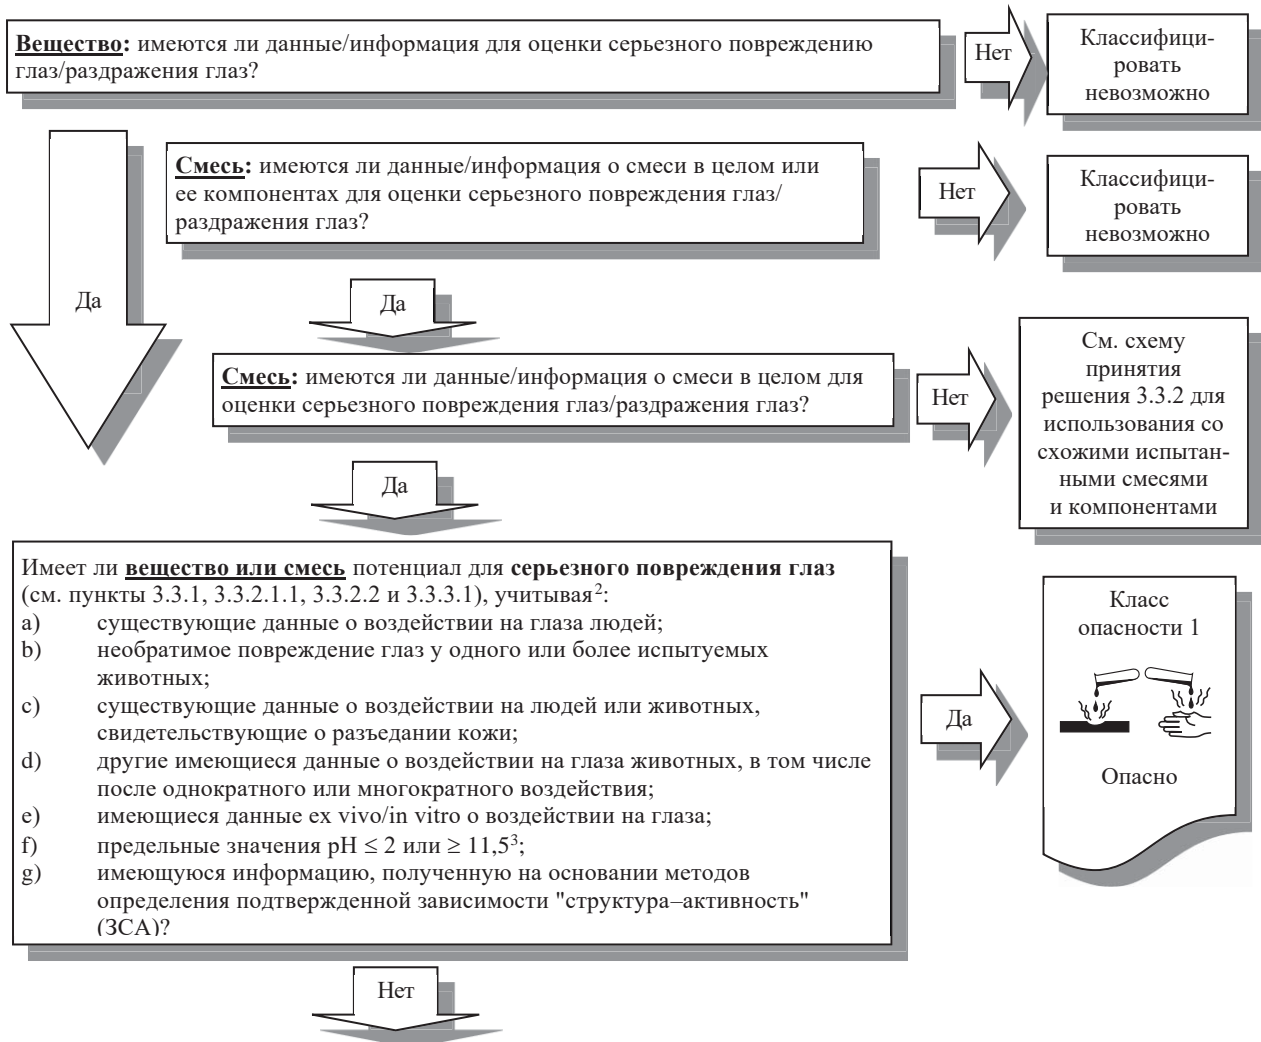 Вещество: имеются ли данные/информация для оценки серьезного повреждению
глаз/раздражения глаз?
Нет
Классифици-
ровать
невозможно
Смесь: имеются ли данные/информация о смеси в целом или
ее компонентах для оценки серьезного повреждения глаз/
раздражения глаз?
Нет
Классифици-
ровать
невозможно
Да
Да
Смесь: имеются ли данные/информация о смеси в целом для
оценки серьезного повреждения глаз/раздражения глаз?
Нет
См. схему
принятия
решения 3.3.2 для
использования со
схожими испытан-
ными смесями
и компонентами
Да
Имеет ли вещество или смесь потенциал для серьезного повреждения глаз
(см. пункты 3.3.1, 3.3.2.1.1, 3.3.2.2 и 3.3.3.1), учитывая²:
a) существующие данные о воздействии на глаза людей;
b) необратимое повреждение глаз у одного или более испытуемых
животных;
c) существующие данные о воздействии на людей или животных,
свидетельствующие о разъедании кожи;
d) другие имеющиеся данные о воздействии на глаза животных, в том числе
после однократного или многократного воздействия;
e) имеющиеся данные ex vivo/in vitro о воздействии на глаза;
f) предельные значения pH ≤ 2 или ≥ 11,5³;
g) имеющуюся информацию, полученную на основании методов
определения подтвержденной зависимости "структура–активность"
(ЗСА)?
Да
Класс
опасности 1
Опасно
Нет